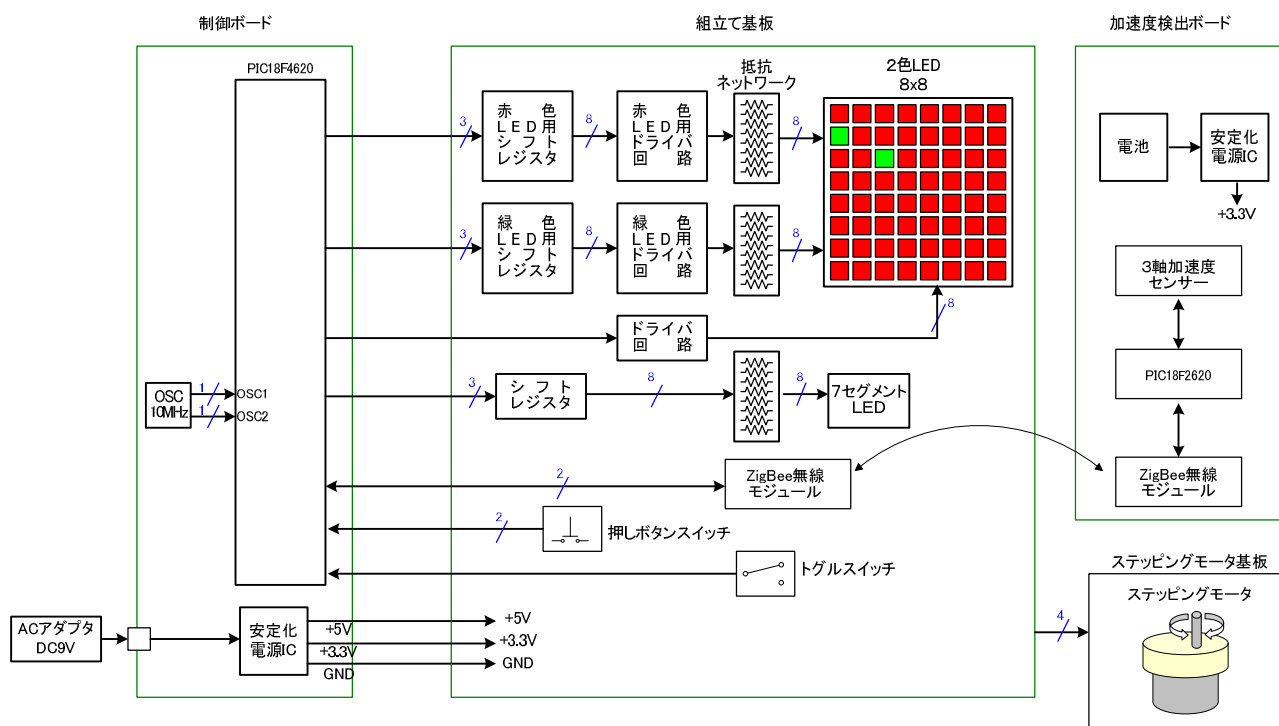 制御ボード
組立て基板
加速度検出ボード
PIC18F4620
OSC
10MHz
1
1
OSC1
OSC2
3
赤色
LED用
シフト
レジスタ
8
赤色
LED用
ドライバ
回路
抵抗
ネットワーク
8
2色LED
8x8
3
緑色
LED用
シフト
レジスタ
8
緑色
LED用
ドライバ
回路
8
ドライバ
回路
8
3
シフト
レジスタ
8
8
7セグメント
LED
2
ZigBee無線
モジュール
2
押しボタンスイッチ
トグルスイッチ
ACアダプタ
DC9V
安定化
電源IC
+5V
+3.3V
GND
+5V
+3.3V
GND
電池
安定化
電源IC
+3.3V
3軸加速度
センサー
PIC18F2620
ZigBee無線
モジュール
4
ステッピングモータ基板
ステッピングモータ